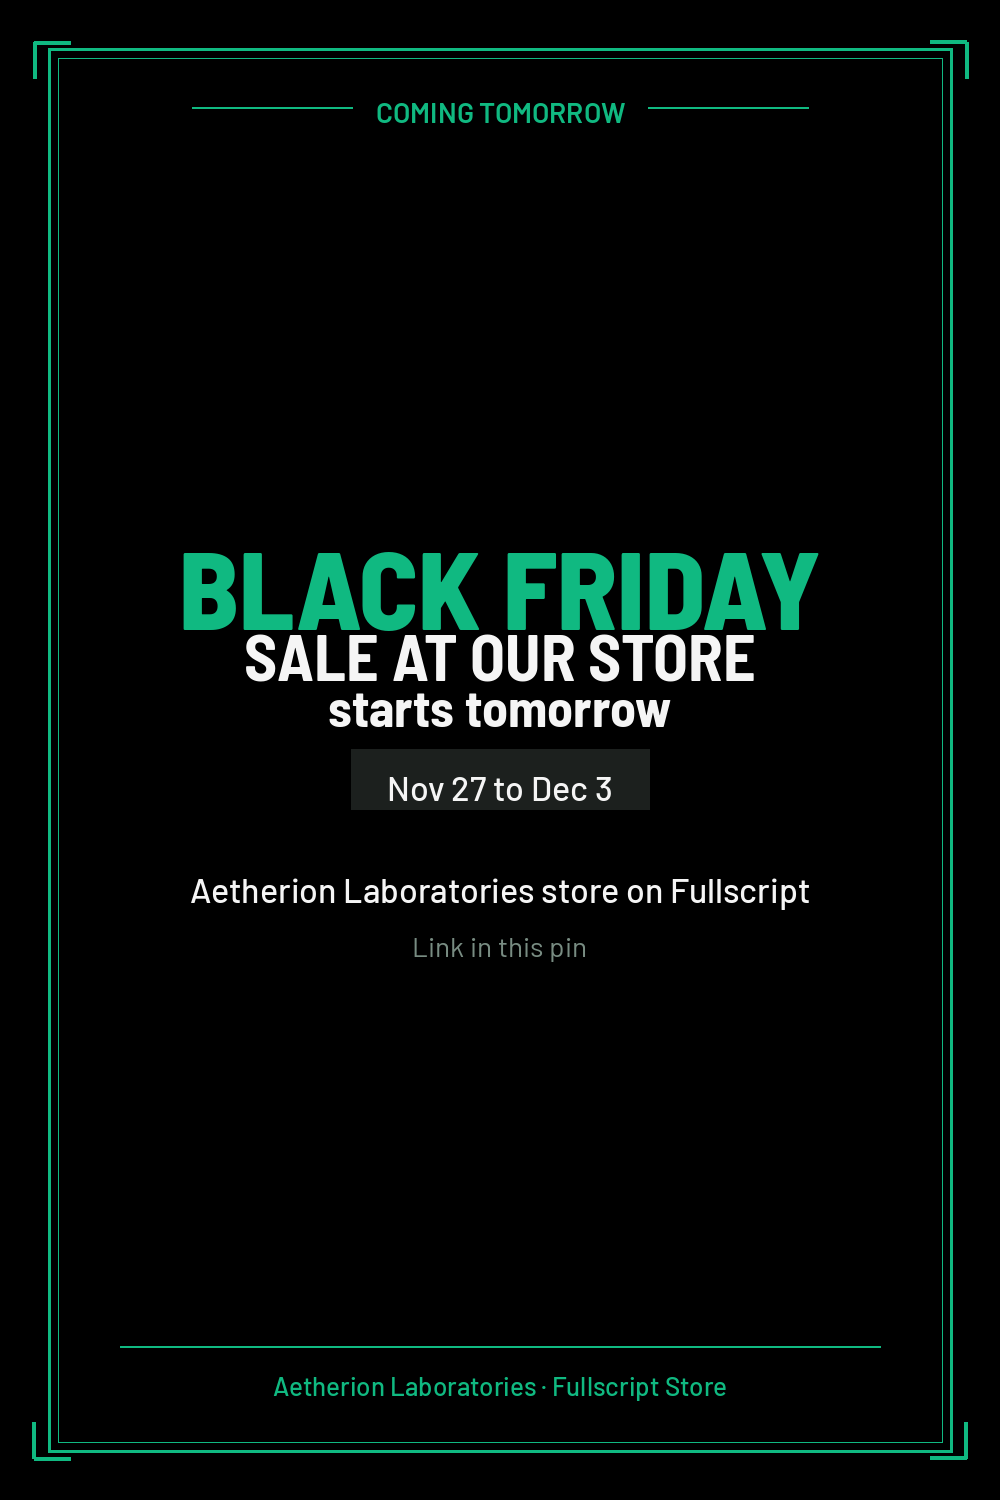 COMING TOMORROW
BLACK FRIDAY
SALE AT OUR STORE
starts tomorrow
Nov 27 to Dec 3
Aetherion Laboratories store on Fullscript
Link in this pin
Aetherion Laboratories · Fullscript Store